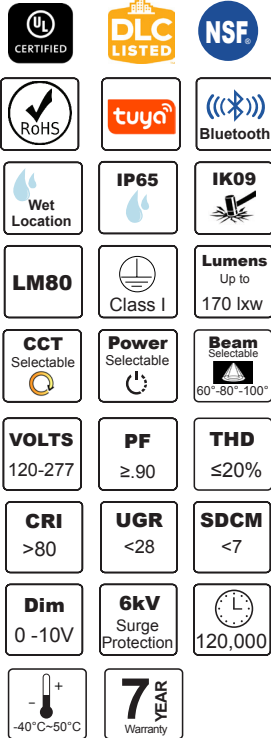 UL
CERTIFIED
DLC
LISTED
NSF
RoHS
tuya
Bluetooth
Wet
Location
IP65
IK09
LM80
Class I
Lumens
Up to
170 lxw
CCT
Selectable
Power
Selectable
Beam
Selectable
60°-80°-100°
VOLTS
120-277
PF
≥.90
THD
≤20%
CRI
>80
UGR
<28
SDCM
<7
Dim
0 -10V
6kV
Surge
Protection
120,000
+
-
-40°C~50°C
7
YEAR
Warranty